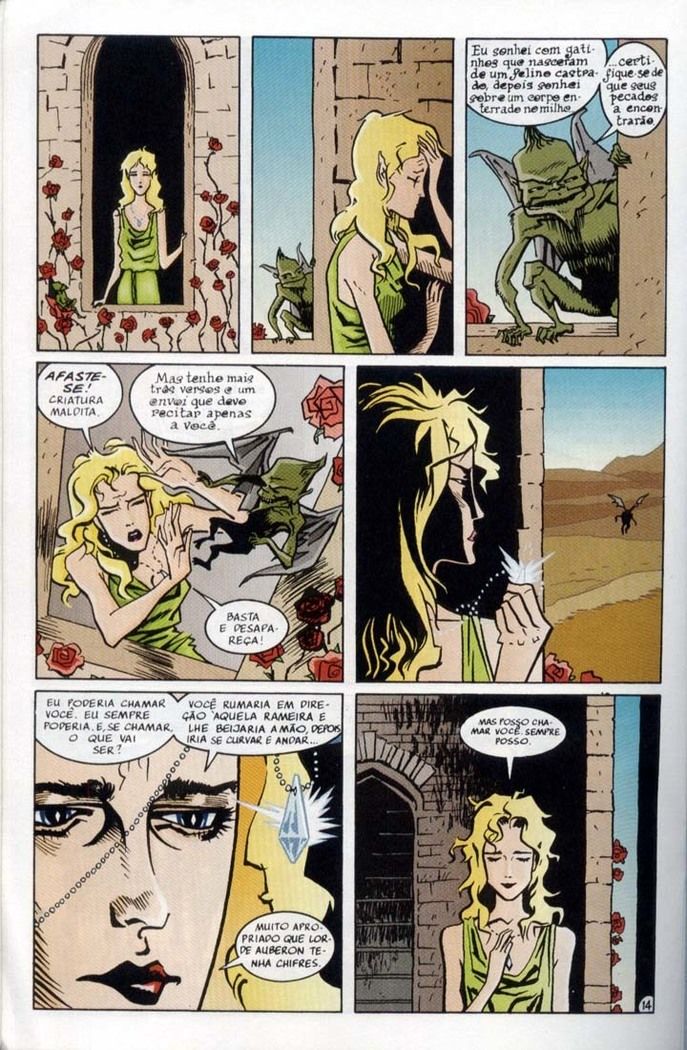 Eu sonhei com gati-
nhos que nasceram
de um felino castra-
do, depois sonhei
sobre um corpo en-
terrado no milho...
...certi-
fique-se de
que seus
pecados
a encon-
trarão.
AFASTE-
SE!
CRIATURA
MALDITA.
Mas tenho mais
três versos e um
envoi que devo
recitar apenas
a você.
BASTA
E DESAPA-
REÇA!
EU PODERIA CHAMAR
VOCÊ. EU SEMPRE
PODERIA. E, SE CHAMAR,
O QUE VAI
SER?
VOCÊ RUMARIA EM DIRE-
ÇÃO ÀQUELA RAMEIRA E
LHE BEIJARIA A MÃO, DEPOIS
IRIA SE CURVAR E ANDAR...
MUITO APRO-
PRIADO QUE LOR-
DE AUBERON TE-
NHA CHIFRES.
MAS POSSO CHA-
MAR VOCÊ. SEMPRE
POSSO.
14